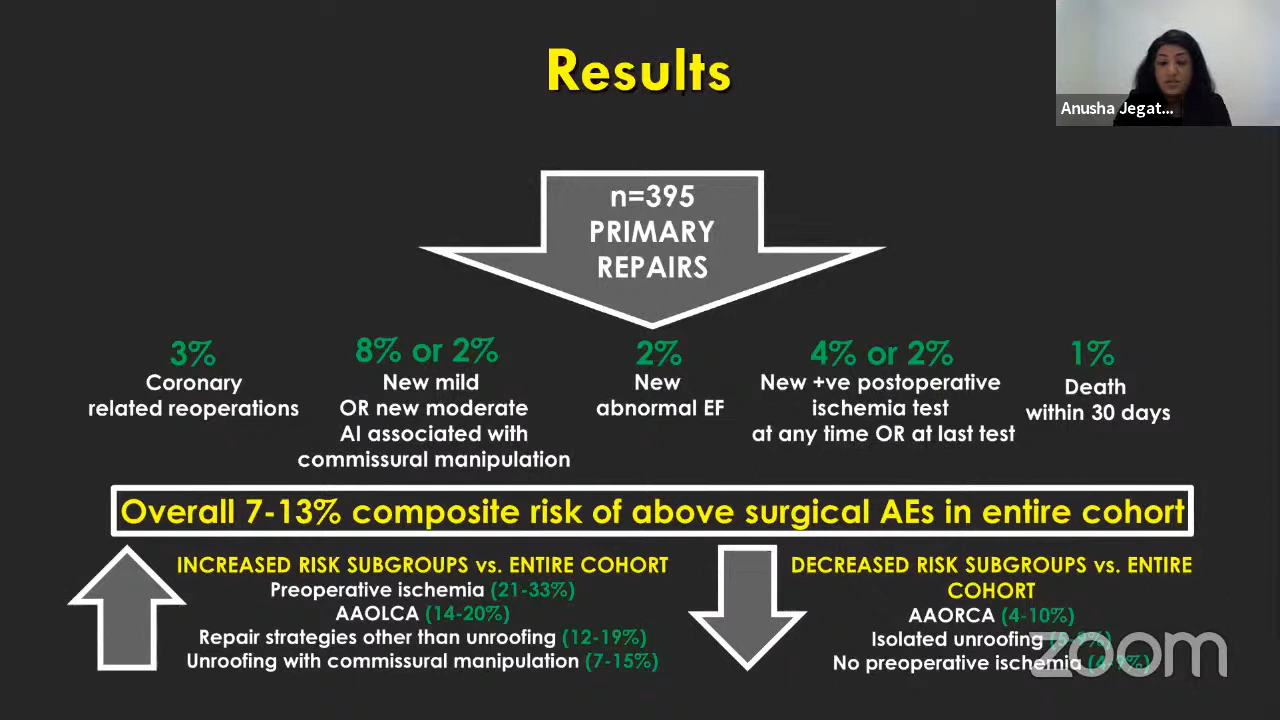 Results
Anusha Jegat...
n=395
PRIMARY
REPAIRS
3%
Coronary
related reoperations
8% or 2%
New mild
OR new moderate
AI associated with
commissural manipulation
2%
New
abnormal EF
4% or 2%
New +ve postoperative
ischemia test
at any time OR at last test
1%
Death
within 30 days
Overall 7-13% composite risk of above surgical AEs in entire cohort
INCREASED RISK SUBGROUPS vs. ENTIRE COHORT
Preoperative ischemia (21-33%)
AAOLCA (14-20%)
Repair strategies other than unroofing (12-19%)
Unroofing with commissural manipulation (7-15%)
DECREASED RISK SUBGROUPS vs. ENTIRE
COHORT
AAORCA (4-10%)
Isolated unroofing
No preoperative ischemia (4-9%)
zoom